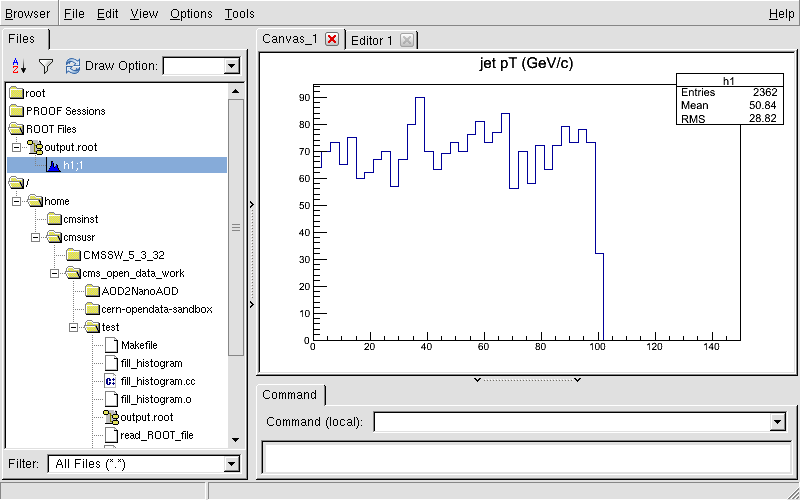 Browser File Edit View Options Tools Help
Files
Draw Option:
root
PROOF Sessions
ROOT Files
output.root
h1;1
/
home
cmsinst
cmsusr
CMSSW_5_3_32
cms_open_data_work
AOD2NanoAOD
cern-opendata-sandbox
test
Makefile
fill_histogram
fill_histogram.cc
fill_histogram.o
output.root
read_ROOT_file
Filter: All Files (*.*)
Canvas_1 Editor 1
jet pT (GeV/c)
h1
Entries 2362
Mean 50.84
RMS 28.82
90
80
70
60
50
40
30
20
10
0
0 20 40 60 80 100 120 140
Command
Command (local):